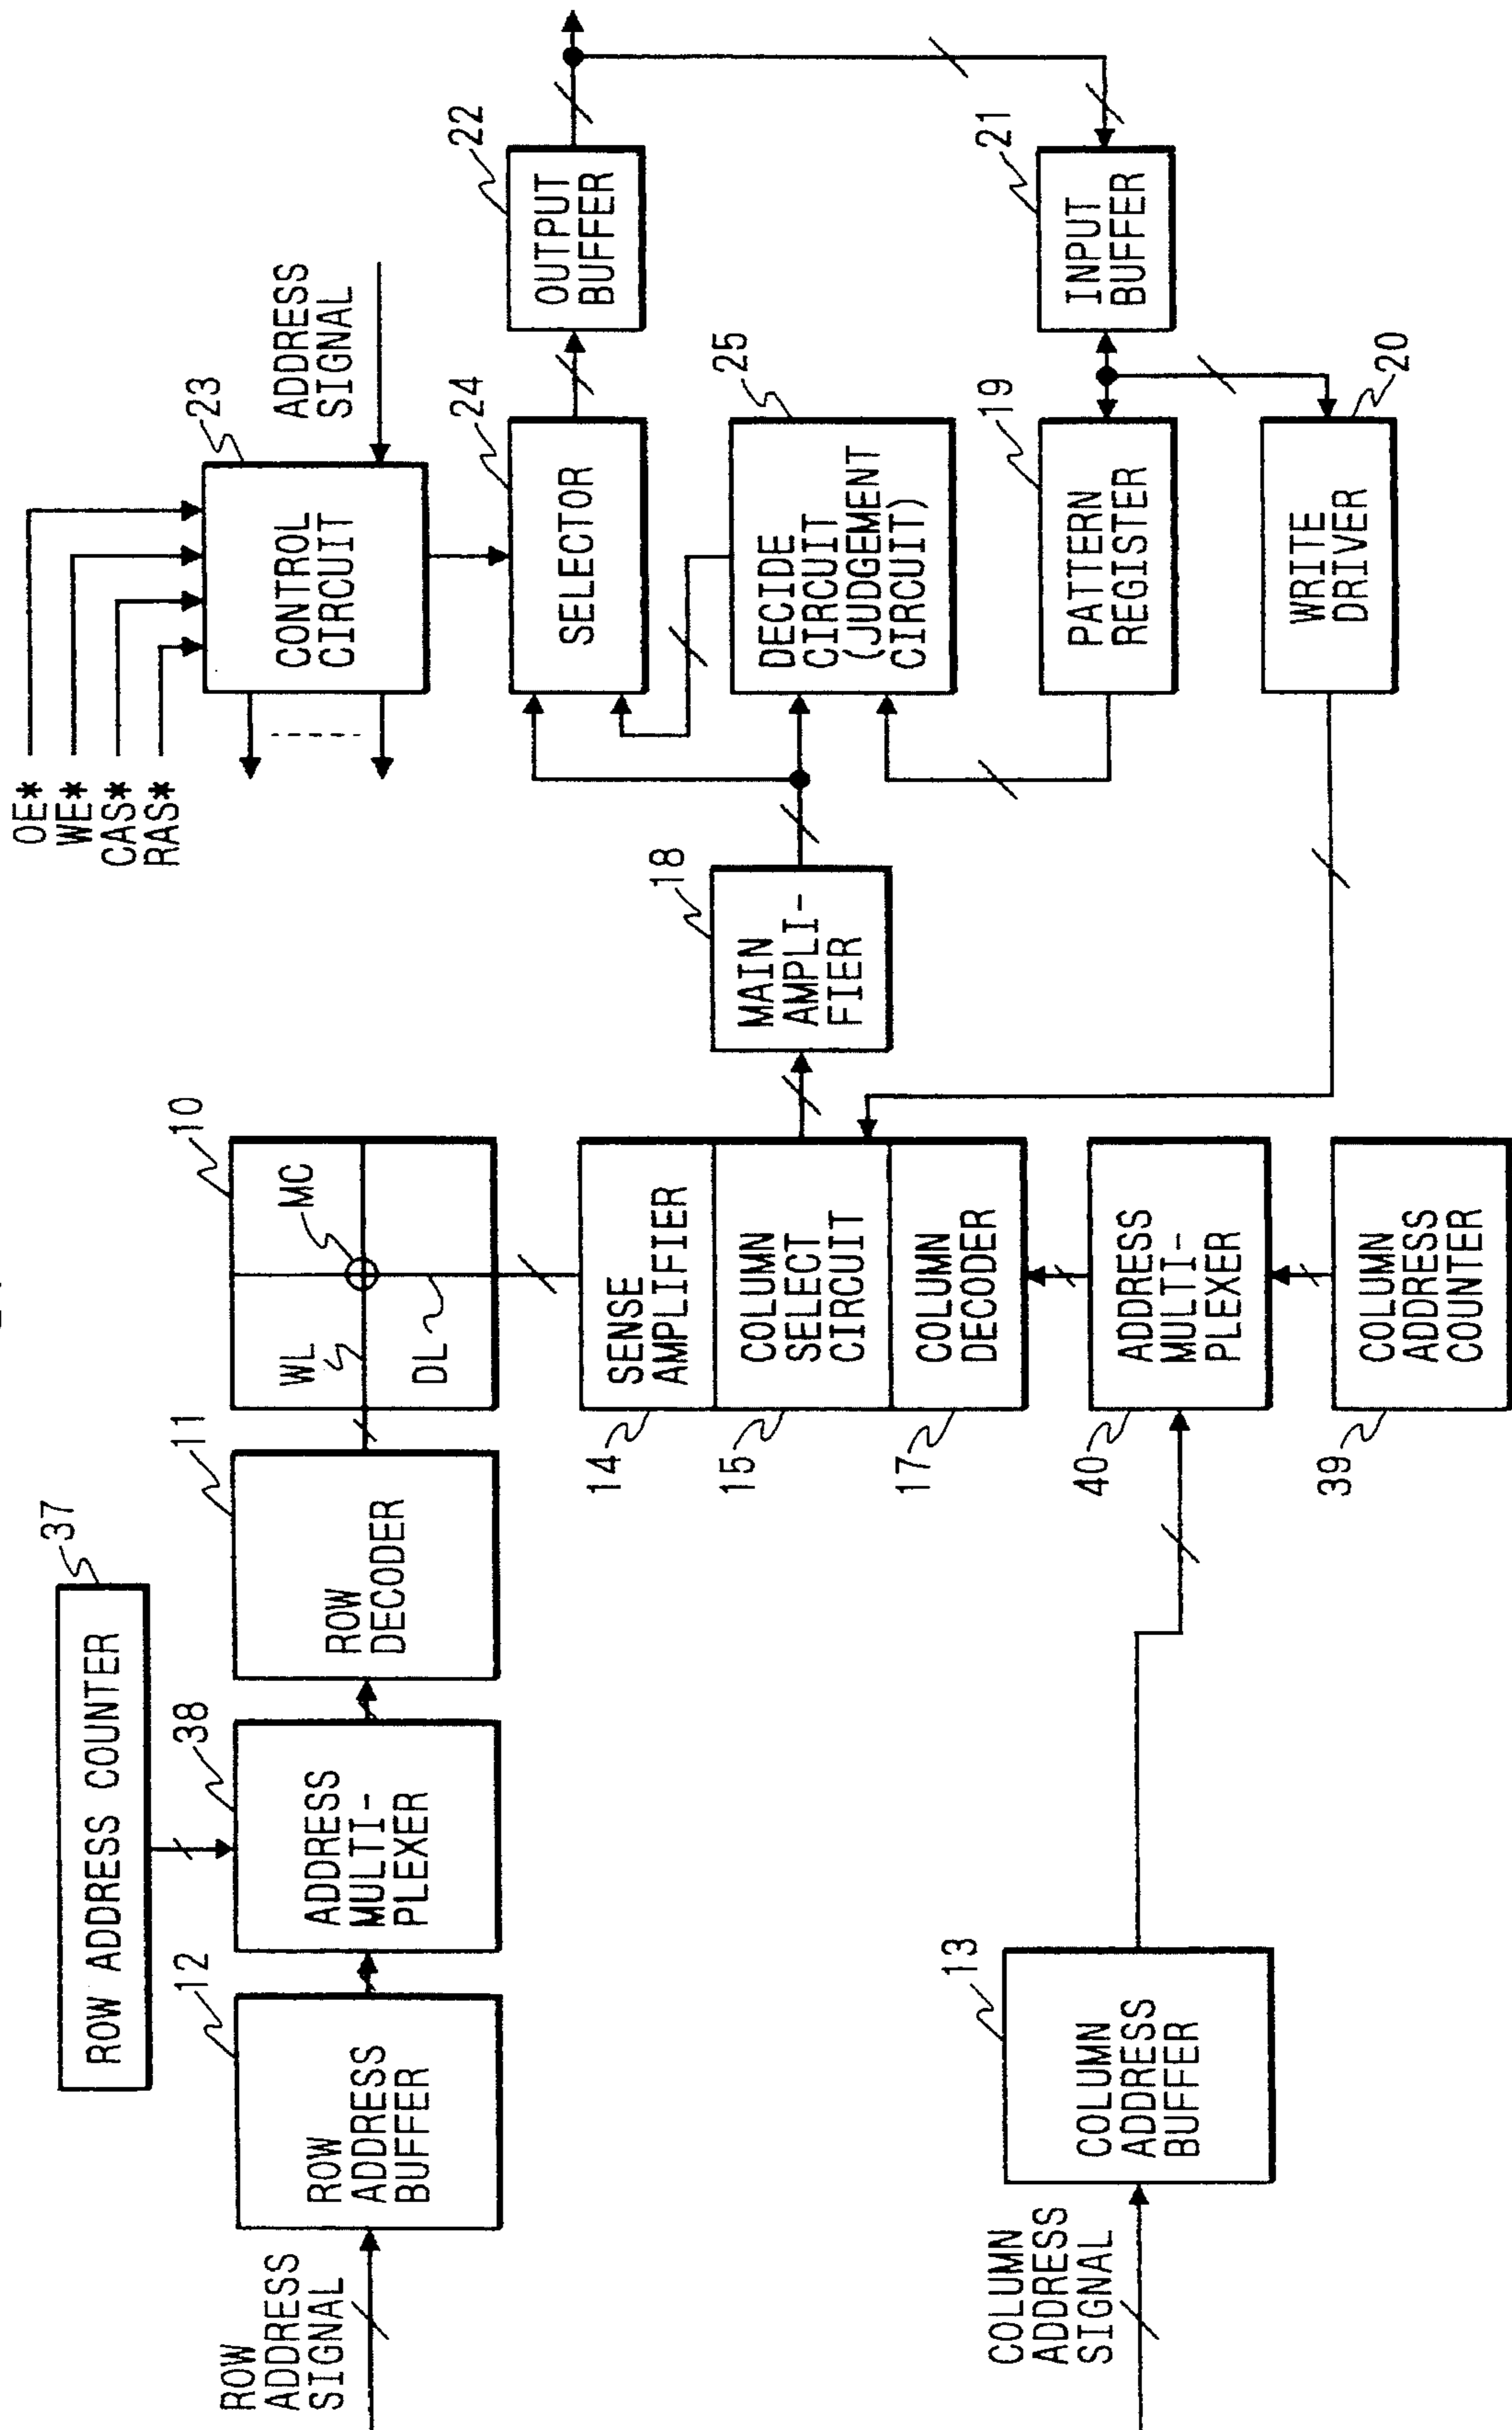 ROW ADDRESS COUNTER
37
ROW
ADDRESS
SIGNAL
ROW
ADDRESS
BUFFER
12
ADDRESS
MULTI-
PLEXER
38
ROW
DECODER
11
WL
MC
DL
10
OE*
WE*
CAS*
RAS*
CONTROL
CIRCUIT
23
ADDRESS
SIGNAL
SELECTOR
24
OUTPUT
BUFFER
22
SENSE
AMPLIFIER
14
COLUMN
SELECT
CIRCUIT
15
COLUMN
DECODER
17
MAIN
AMPLI-
FIER
18
DECIDE
CIRCUIT
(JUDGEMENT
CIRCUIT)
25
PATTERN
REGISTER
19
INPUT
BUFFER
21
WRITE
DRIVER
20
COLUMN
ADDRESS
SIGNAL
COLUMN
ADDRESS
BUFFER
13
ADDRESS
MULTI-
PLEXER
40
COLUMN
ADDRESS
COUNTER
39